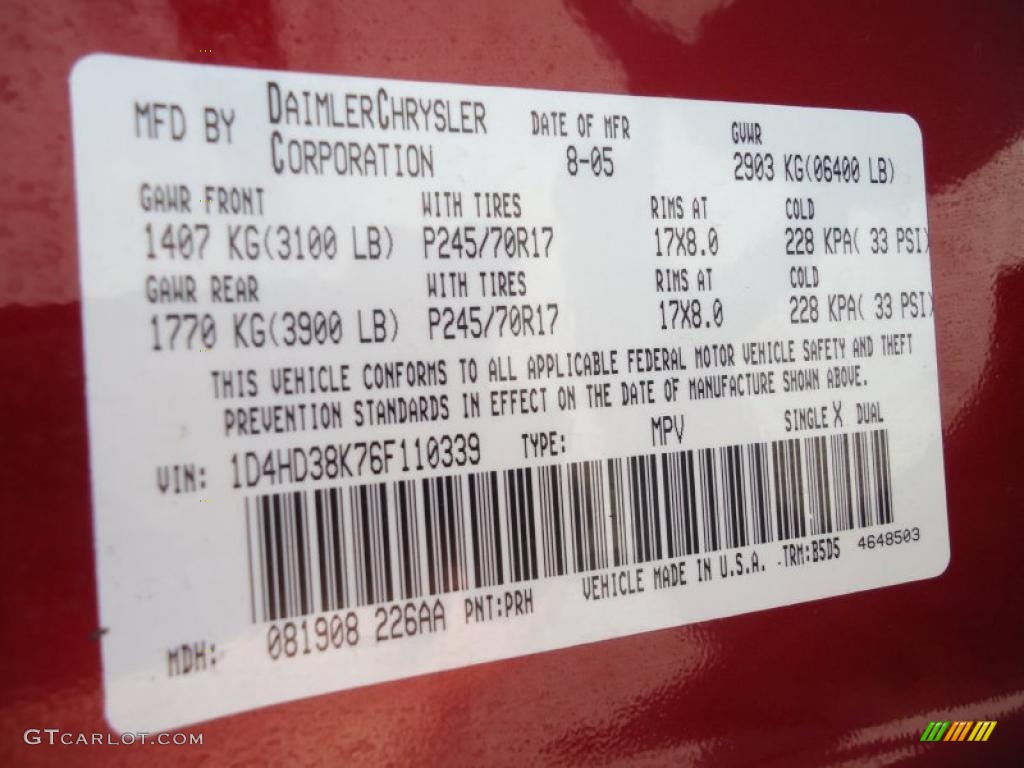 MFD BY DAIMLERCHRYSLER CORPORATION DATE OF MFR 8-05 GVWR 2903 KG(06400 LB)
GAWR FRONT WITH TIRES RIMS AT COLD
1407 KG(3100 LB) P245/70R17 17X8.0 228 KPA( 33 PSI)
GAWR REAR WITH TIRES RIMS AT COLD
1770 KG(3900 LB) P245/70R17 17X8.0 228 KPA( 33 PSI)
THIS VEHICLE CONFORMS TO ALL APPLICABLE FEDERAL MOTOR VEHICLE SAFETY AND THEFT
PREVENTION STANDARDS IN EFFECT ON THE DATE OF MANUFACTURE SHOWN ABOVE.
VIN: 1D4HD38K76F110339 TYPE: MPV SINGLE X DUAL
VEHICLE MADE IN U.S.A. TRM:B5D5 4648503
MDH: 081908 226AA PNT:PRH
GTCARLOT.COM